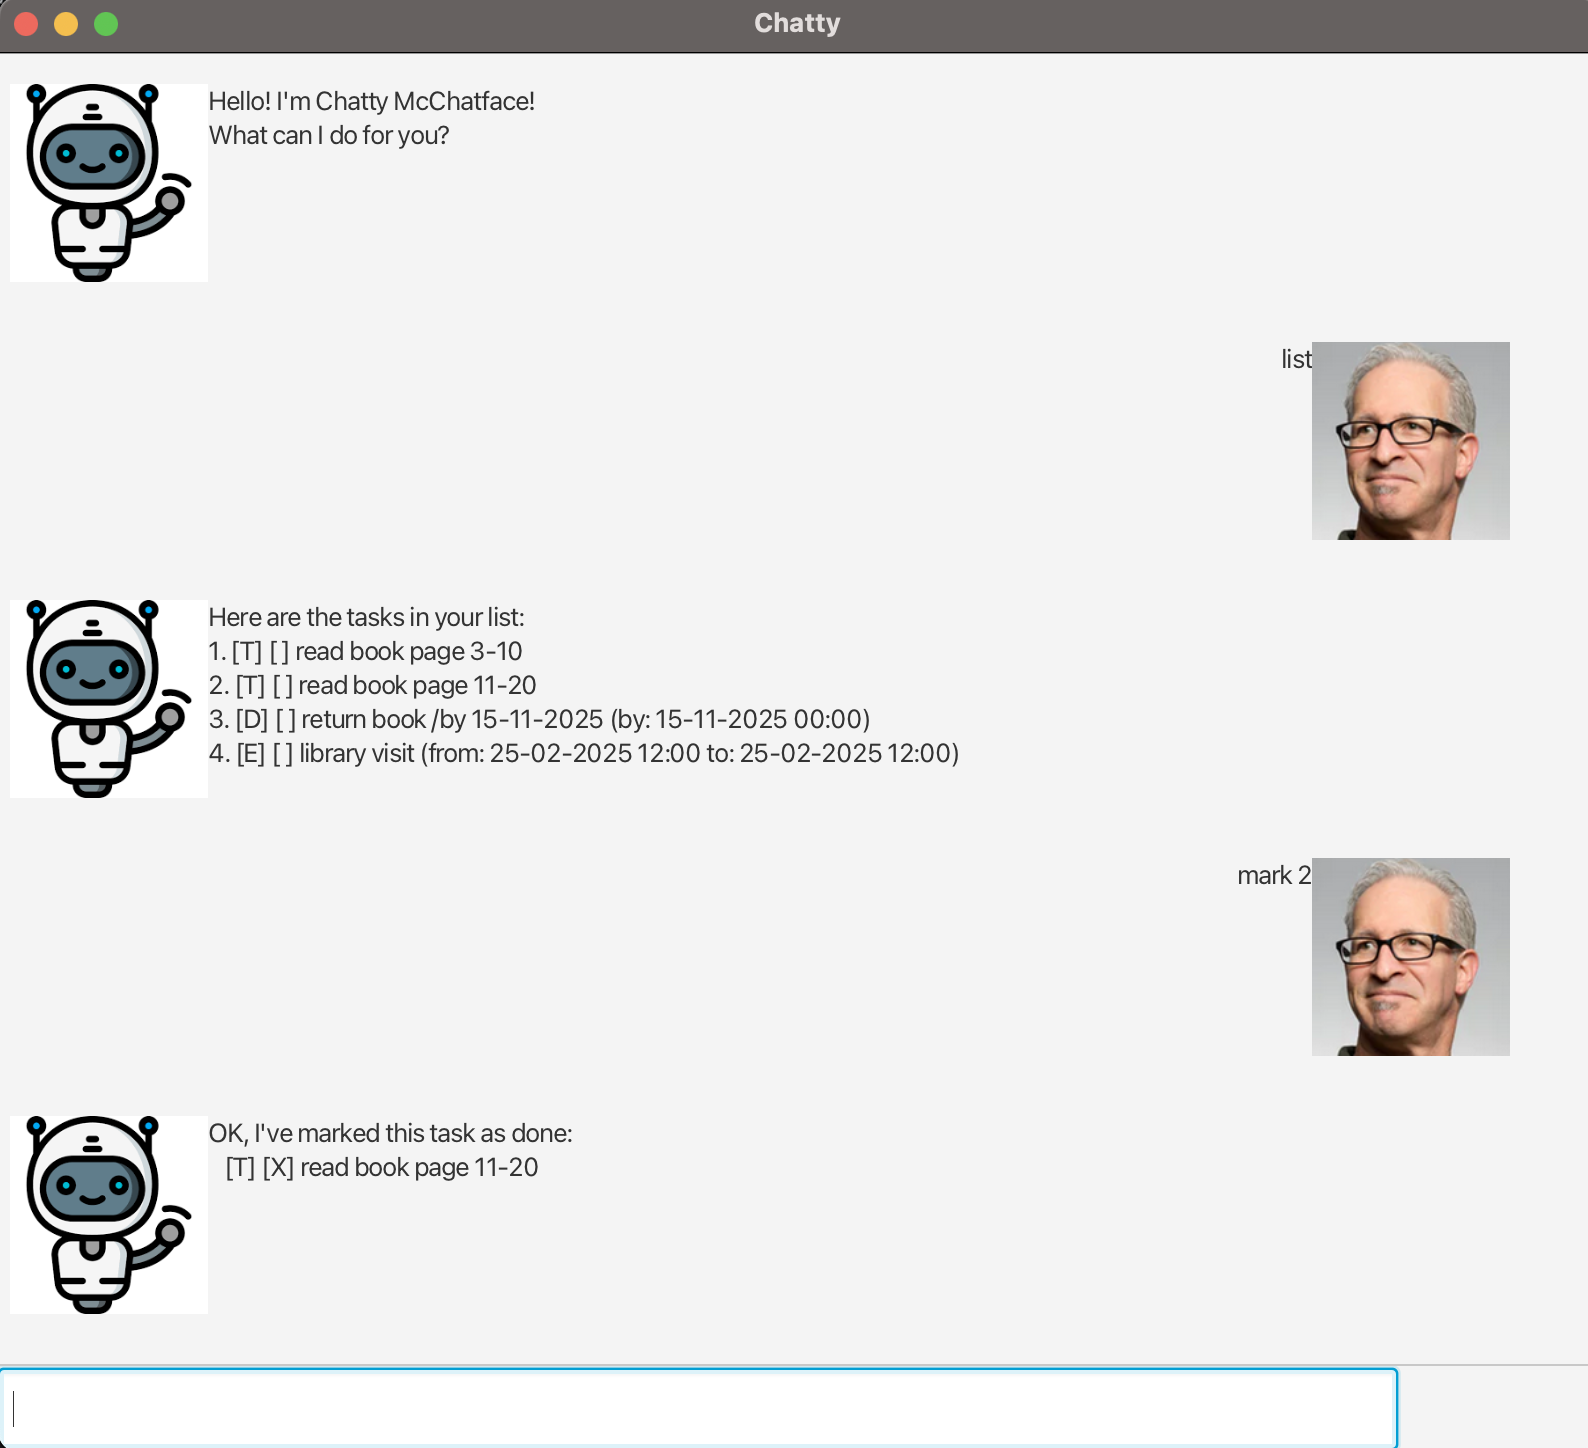 Chatty
Hello! I'm Chatty McChatface!
What can I do for you?
list
Here are the tasks in your list:
1. [T] [ ] read book page 3-10
2. [T] [ ] read book page 11-20
3. [D] [ ] return book /by 15-11-2025 (by: 15-11-2025 00:00)
4. [E] [ ] library visit (from: 25-02-2025 12:00 to: 25-02-2025 12:00)
mark 2
OK, I've marked this task as done:
[T] [X] read book page 11-20